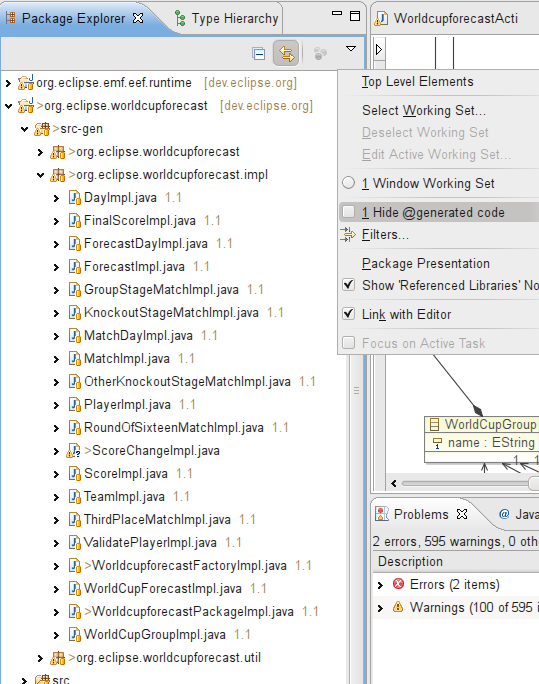 Package Explorer
Type Hierarchy
WorldcupforecastActi
org.eclipse.emf.eef.runtime [dev.eclipse.org]
>org.eclipse.worldcupforecast [dev.eclipse.org]
>src-gen
>org.eclipse.worldcupforecast
>org.eclipse.worldcupforecast.impl
DayImpl.java 1.1
FinalScoreImpl.java 1.1
ForecastDayImpl.java 1.1
ForecastImpl.java 1.1
GroupStageMatchImpl.java 1.1
KnockoutStageMatchImpl.java 1.1
MatchDayImpl.java 1.1
MatchImpl.java 1.1
OtherKnockoutStageMatchImpl.java 1.1
PlayerImpl.java 1.1
RoundOfSixteenMatchImpl.java 1.1
>ScoreChangeImpl.java
ScoreImpl.java 1.1
TeamImpl.java 1.1
ThirdPlaceMatchImpl.java 1.1
ValidatePlayerImpl.java 1.1
>WorldcupforecastFactoryImpl.java 1.1
WorldCupForecastImpl.java 1.1
>WorldcupforecastPackageImpl.java 1.1
WorldCupGroupImpl.java 1.1
>org.eclipse.worldcupforecast.util
src
Top Level Elements
Select Working Set...
Deselect Working Set
Edit Active Working Set...
1 Window Working Set
1 Hide @generated code
Filters...
Package Presentation
Show 'Referenced Libraries' No
Link with Editor
Focus on Active Task
WorldCupGroup
name : EString
1
1
Problems
@ Java
2 errors, 595 warnings, 0 othe
Description
Errors (2 items)
Warnings (100 of 595 i